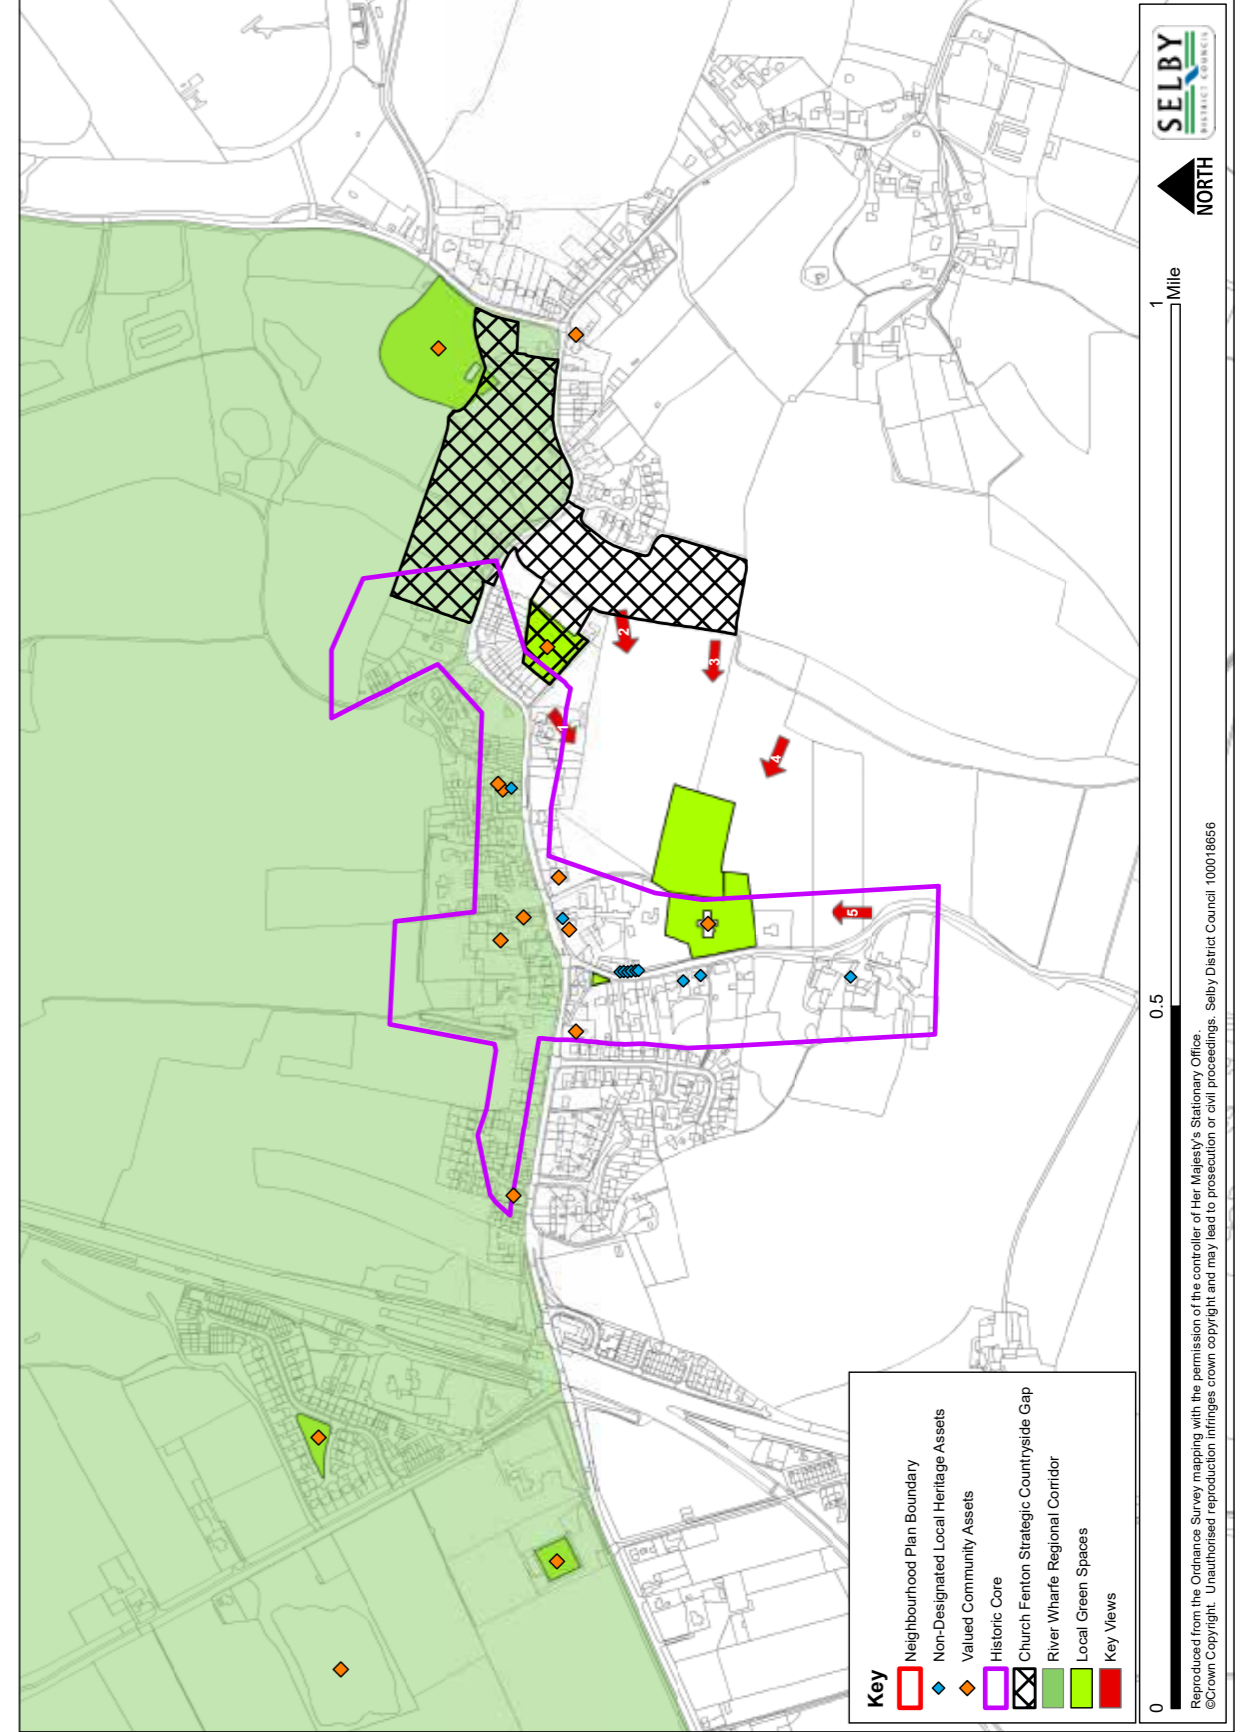 1
2
3
4
5
Key
Neighbourhood Plan Boundary
Non-Designated Local Heritage Assets
Valued Community Assets
Historic Core
Church Fenton Strategic Countryside Gap
River Wharfe Regional Corridor
Local Green Spaces
Key Views
0
0.5
1
Mile
NORTH
SELBY
DISTRICT COUNCIL
Reproduced from the Ordnance Survey mapping with the permission of the controller of Her Majesty's Stationary Office.
©Crown Copyright. Unauthorised reproduction infringes crown copyright and may lead to prosecution or civil proceedings. Selby District Council 100018656